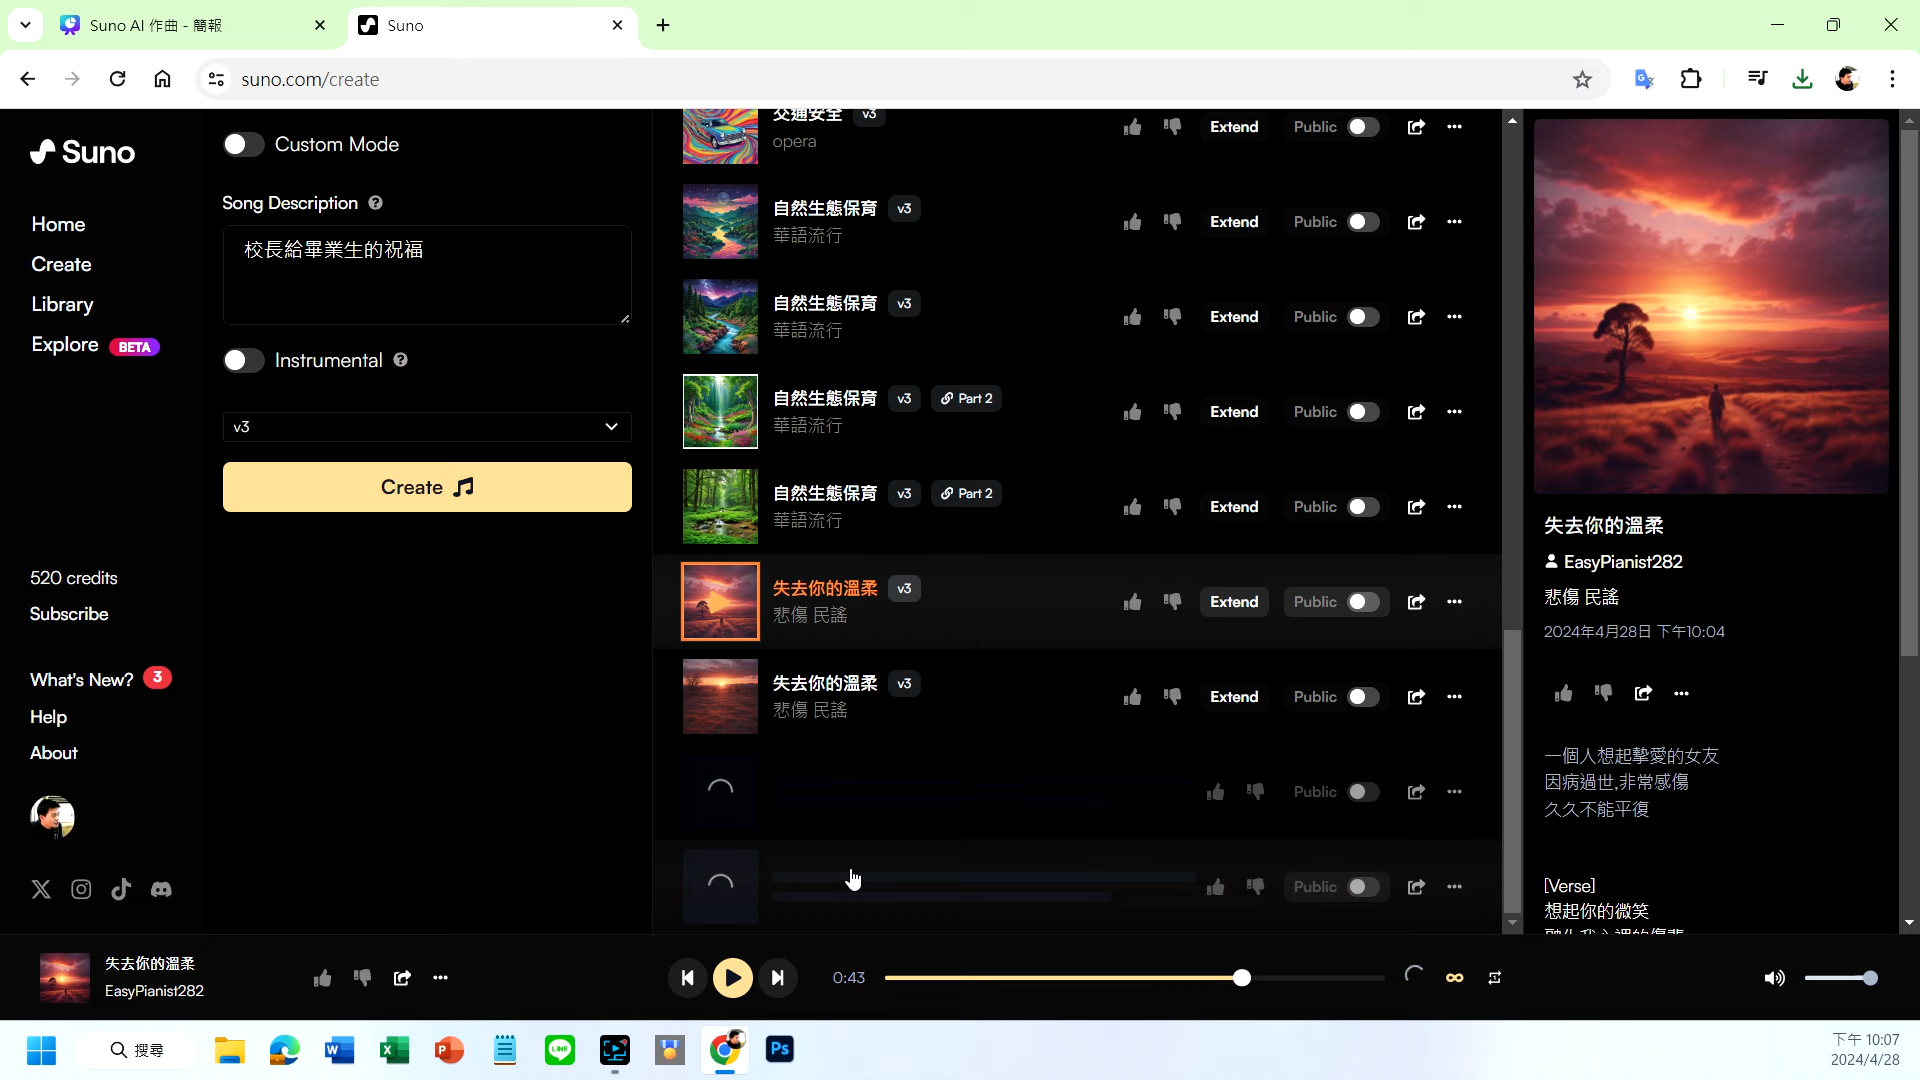 Suno AI 作曲 - 簡報
Suno
suno.com/create
Suno
Home
Create
Library
Explore BETA
520 credits
Subscribe
What's New? 3
Help
About
Custom Mode
Song Description
校長給畢業生的祝福
Instrumental
v3
Create
交通安全 v3
opera
Extend Public
自然生態保育 v3
華語流行
Extend Public
自然生態保育 v3
華語流行
Extend Public
自然生態保育 v3 Part 2
華語流行
Extend Public
自然生態保育 v3 Part 2
華語流行
Extend Public
失去你的溫柔 v3
悲傷 民謠
Extend Public
失去你的溫柔 v3
悲傷 民謠
Extend Public
Public
Public
失去你的溫柔
EasyPianist282
悲傷 民謠
2024年4月28日 下午10:04
一個人想起摯愛的女友
因病過世,非常感傷
久久不能平復
[Verse]
想起你的微笑
失去你的溫柔
EasyPianist282
0:43
搜尋
LINE
Ps
下午 10:07
2024/4/28